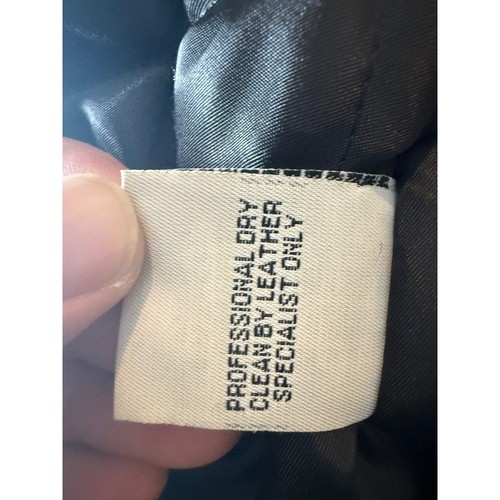 PROFESSIONAL DRY
CLEAN BY LEATHER
SPECIALIST ONLY